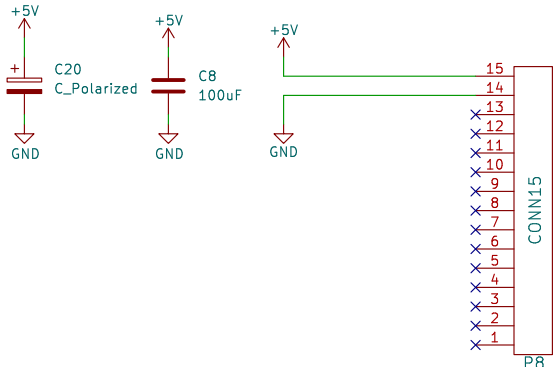 +5V
+
C20
C_Polarized
GND
+5V
C8
100uF
GND
+5V
GND
15
14
13
12
11
10
9
8
7
6
5
4
3
2
1
CONN15
P8